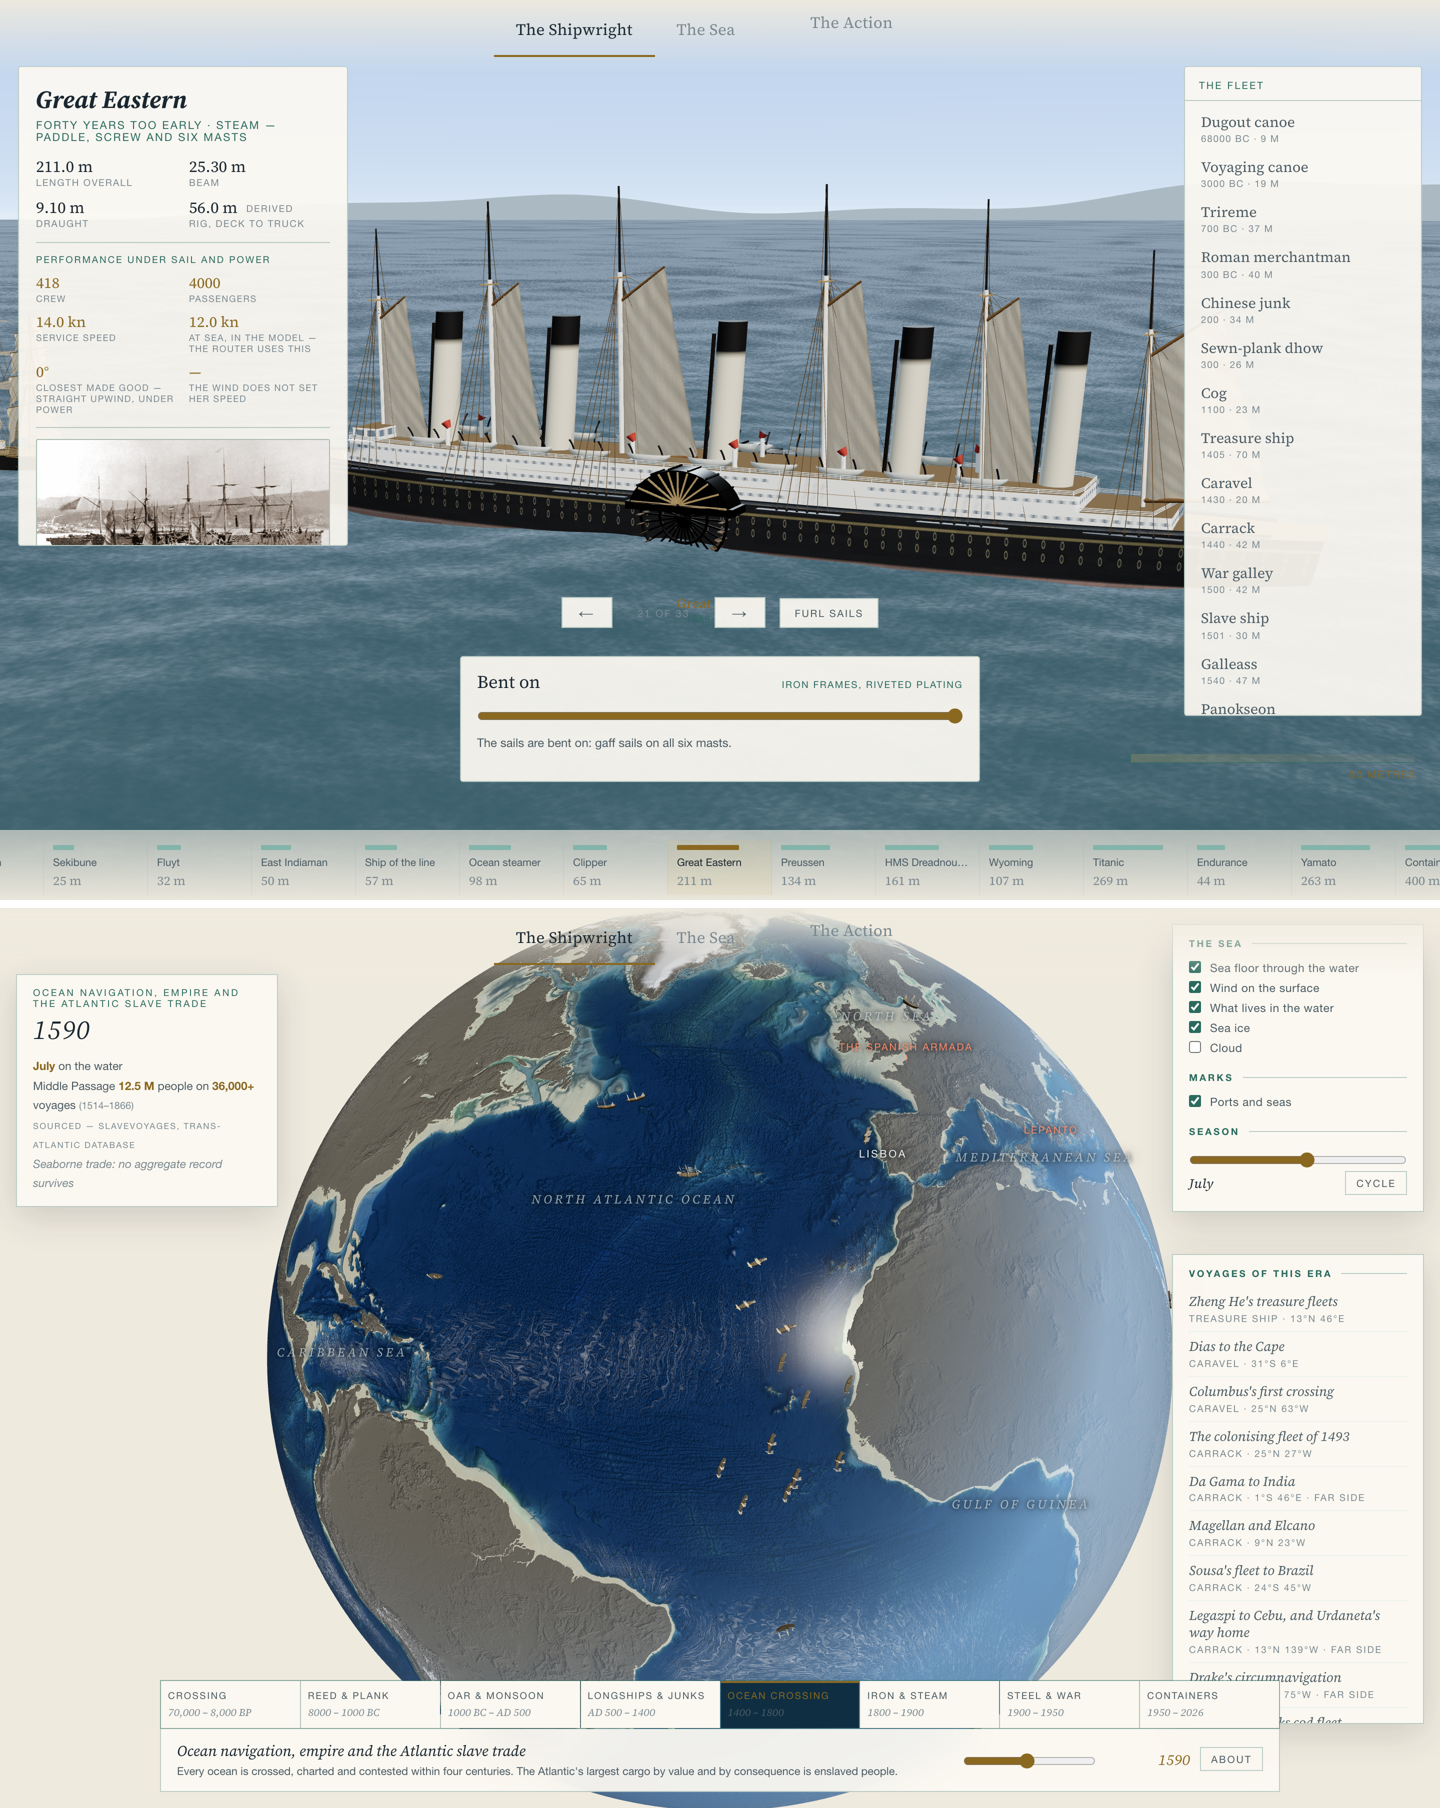 The Shipwright
The Sea
The Action
Great Eastern
FORTY YEARS TOO EARLY · STEAM —
PADDLE, SCREW AND SIX MASTS
211.0 m
LENGTH OVERALL
25.30 m
BEAM
9.10 m
DRAUGHT
56.0 m DERIVED
RIG, DECK TO TRUCK
PERFORMANCE UNDER SAIL AND POWER
418
CREW
4000
PASSENGERS
14.0 kn
SERVICE SPEED
12.0 kn
AT SEA, IN THE MODEL —
THE ROUTER USES THIS
0°
CLOSEST MADE GOOD —
STRAIGHT UPWIND, UNDER
POWER
—
THE WIND DOES NOT SET
HER SPEED
THE FLEET
Dugout canoe
68000 BC · 9 M
Voyaging canoe
3000 BC · 19 M
Trireme
700 BC · 37 M
Roman merchantman
300 BC · 40 M
Chinese junk
200 · 34 M
Sewn-plank dhow
300 · 26 M
Cog
1100 · 23 M
Treasure ship
1405 · 70 M
Caravel
1430 · 20 M
Carrack
1440 · 42 M
War galley
1500 · 42 M
Slave ship
1501 · 30 M
Galleass
1540 · 47 M
Panokseon
←
21 OF 33
→
FURL SAILS
Bent on
IRON FRAMES, RIVETED PLATING
The sails are bent on: gaff sails on all six masts.
Sekibune
25 m
Fluyt
32 m
East Indiaman
50 m
Ship of the line
57 m
Ocean steamer
98 m
Clipper
65 m
Great Eastern
211 m
Preussen
134 m
HMS Dreadnou…
161 m
Wyoming
107 m
Titanic
269 m
Endurance
44 m
Yamato
263 m
Contain
400 m
The Shipwright
The Sea
The Action
OCEAN NAVIGATION, EMPIRE AND
THE ATLANTIC SLAVE TRADE
1590
July on the water
Middle Passage 12.5 M people on 36,000+
voyages (1514–1866)
SOURCED — SLAVEVOYAGES, TRANS-
ATLANTIC DATABASE
Seaborne trade: no aggregate record
survives
NORTH SEA
THE SPANISH ARMADA
LEPANTO
LISBOA
MEDITERRANEAN SEA
NORTH ATLANTIC OCEAN
CARIBBEAN SEA
GULF OF GUINEA
THE SEA
Sea floor through the water
Wind on the surface
What lives in the water
Sea ice
Cloud
MARKS
Ports and seas
SEASON
July
CYCLE
VOYAGES OF THIS ERA
Zheng He's treasure fleets
TREASURE SHIP · 13°N 46°E
Dias to the Cape
CARAVEL · 31°S 6°E
Columbus's first crossing
CARAVEL · 25°N 63°W
The colonising fleet of 1493
CARRACK · 25°N 27°W
Da Gama to India
CARRACK · 1°S 46°E · FAR SIDE
Magellan and Elcano
CARRACK · 9°N 23°W
Sousa's fleet to Brazil
CARRACK · 24°S 45°W
Legazpi to Cebu, and Urdaneta's
way home
CARRACK · 13°N 139°W · FAR SIDE
Drake's circumnavigation
75°W · FAR SIDE
cod fleet
CROSSING
70,000 – 8,000 BP
REED & PLANK
8000 – 1000 BC
OAR & MONSOON
1000 BC – AD 500
LONGSHIPS & JUNKS
AD 500 – 1400
OCEAN CROSSING
1400 – 1800
IRON & STEAM
1800 – 1900
STEEL & WAR
1900 – 1950
CONTAINERS
1950 – 2026
Ocean navigation, empire and the Atlantic slave trade
Every ocean is crossed, charted and contested within four centuries. The Atlantic's largest cargo by value and by consequence is enslaved people.
1590
ABOUT